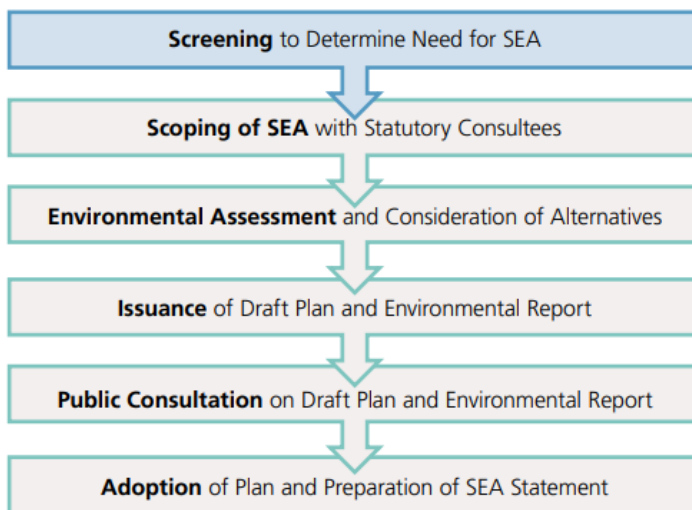 Screening to Determine Need for SEA
Scoping of SEA with Statutory Consultees
Environmental Assessment and Consideration of Alternatives
Issuance of Draft Plan and Environmental Report
Public Consultation on Draft Plan and Environmental Report
Adoption of Plan and Preparation of SEA Statement